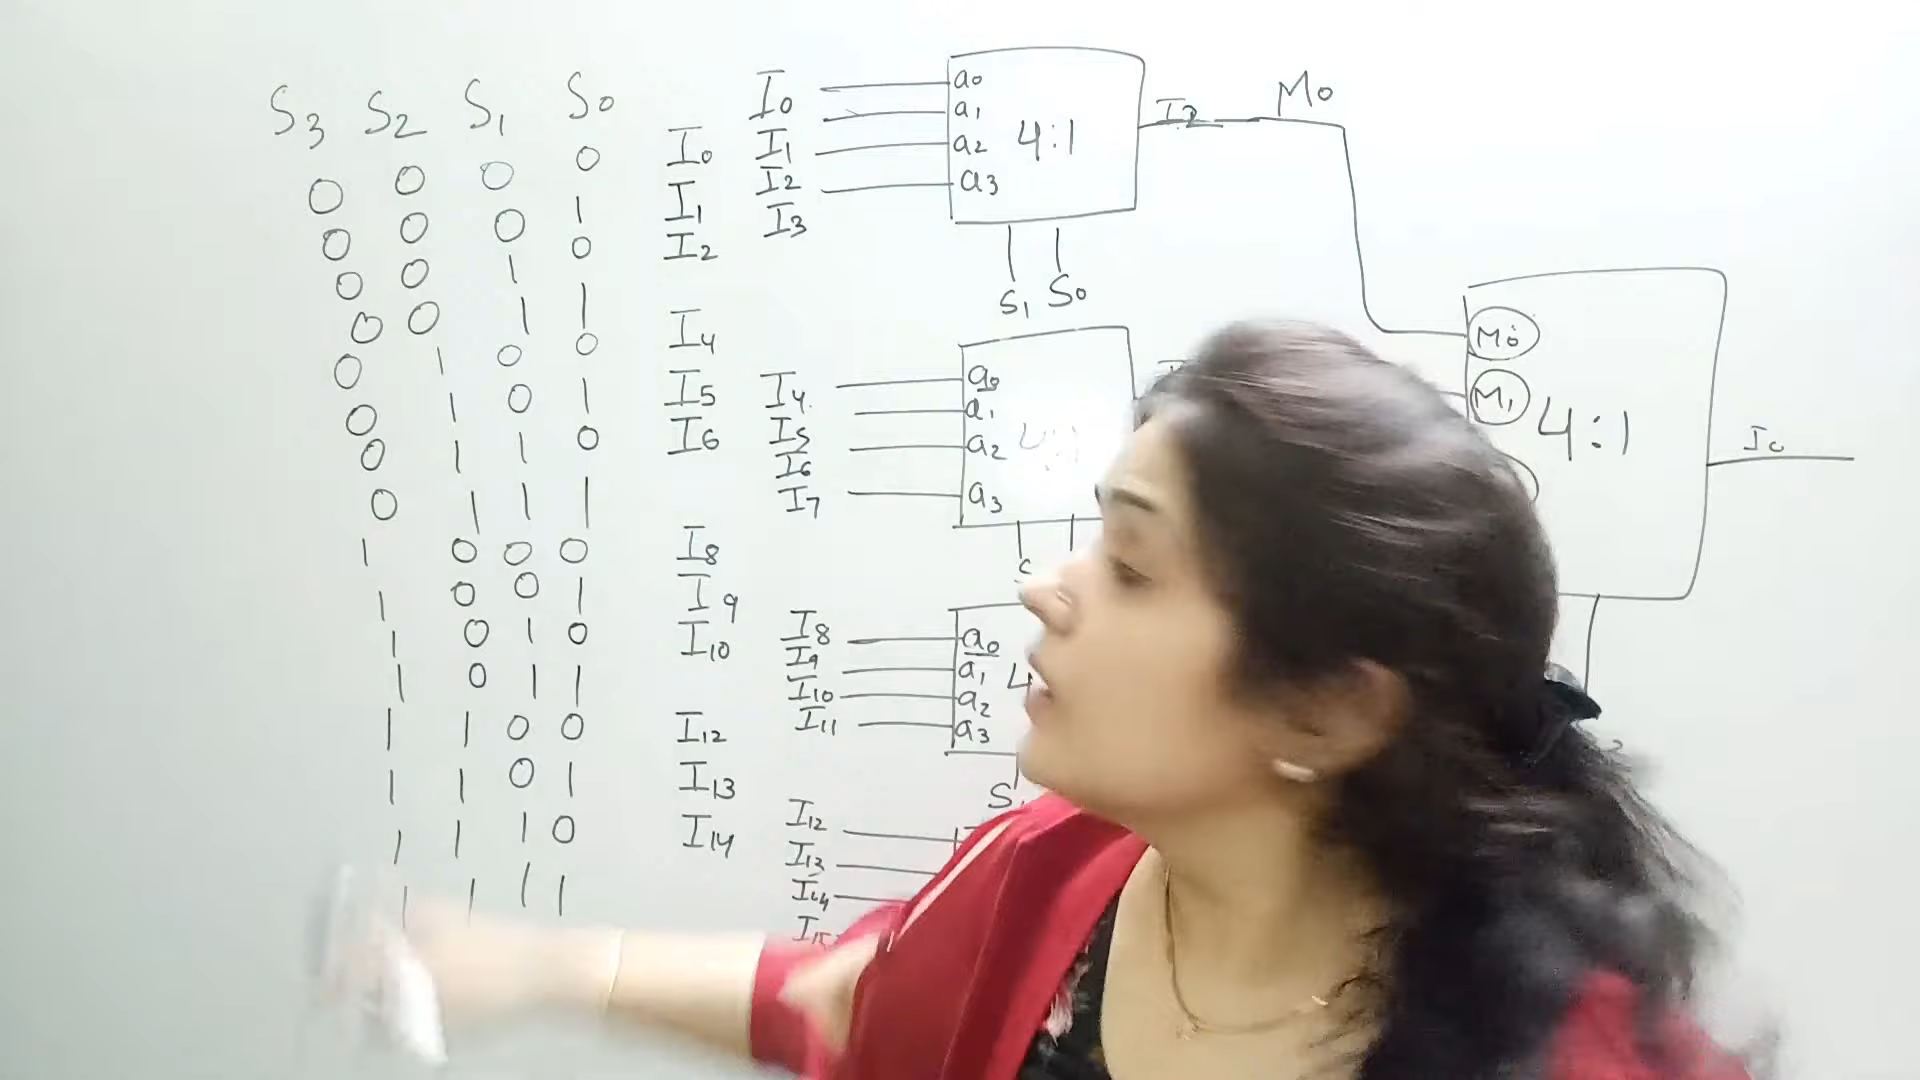 S3 S2 S1 S0
0 0 0 0 I0
0 0 0 1 I1
0 0 1 0 I2
0 0 1 1
0 1 0 0 I4
0 1 0 1 I5
0 1 1 0 I6
0 1 1 1
1 0 0 0 I8
1 0 0 1 I9
1 0 1 0 I10
1 0 1 1
1 1 0 0 I12
1 1 0 1 I13
1 1 1 0 I14
1 1 1 1
I0 a0
I1 a1
I2 a2
I3 a3
4:1
S1 S0
M0
I4 a0
I5 a1
I6 a2
I7 a3
I8 a0
I9 a1
I10 a2
I11 a3
4
S1
I12
I13
I14
I15
M0
M1
4:1